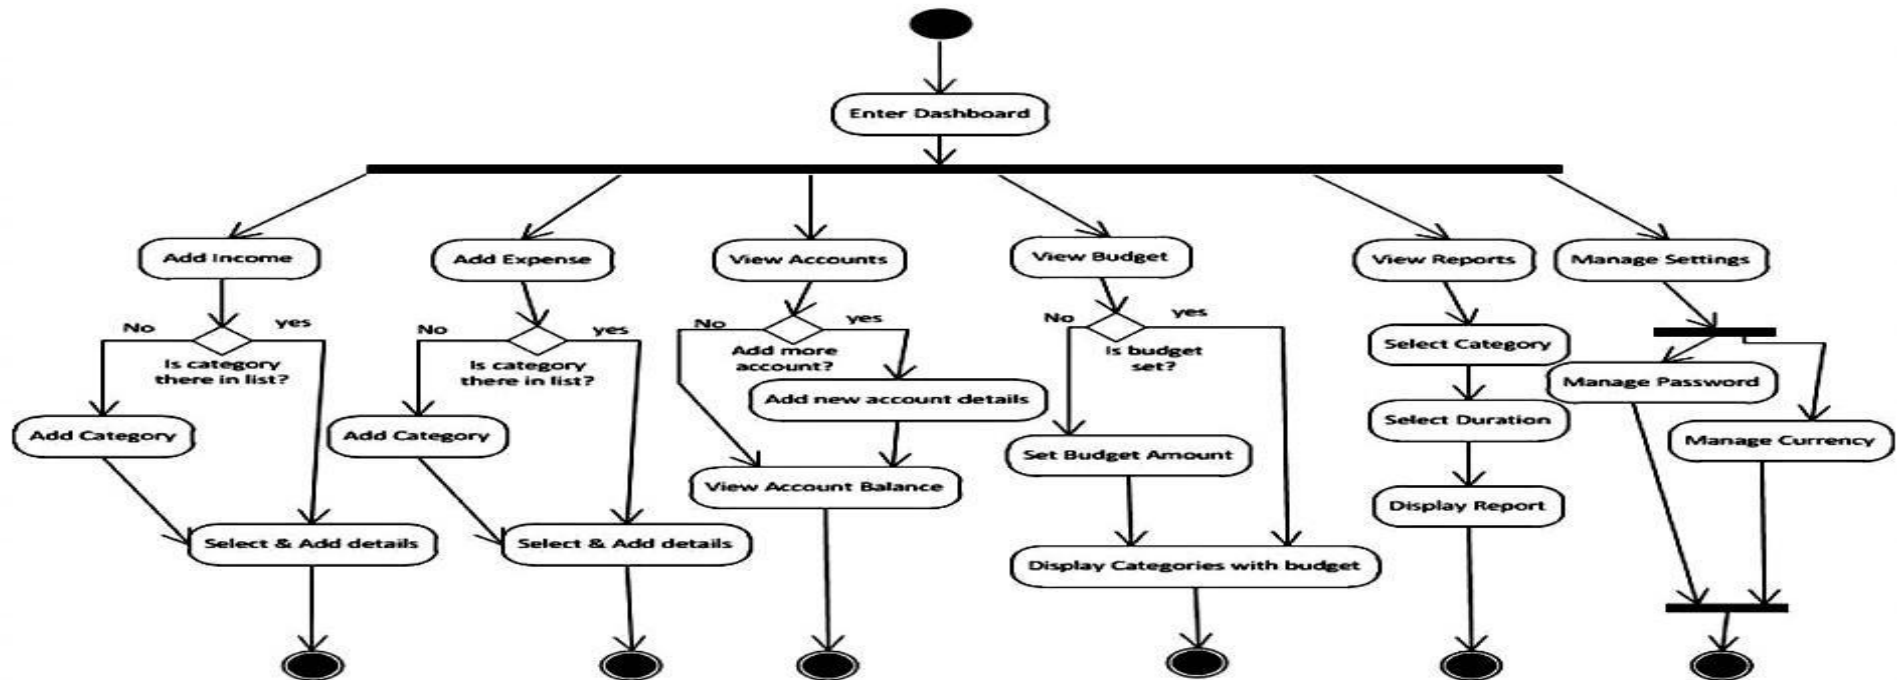 Enter Dashboard
Add Income
Add Expense
View Accounts
View Budget
View Reports
Manage Settings
No
yes
Is category
there in list?
No
yes
Is category
there in list?
No
yes
Add more
account?
No
yes
Is budget
set?
Select Category
Manage Password
Add new account details
Select Duration
Add Category
Add Category
Manage Currency
Set Budget Amount
View Account Balance
Display Report
Select & Add details
Select & Add details
Display Categories with budget